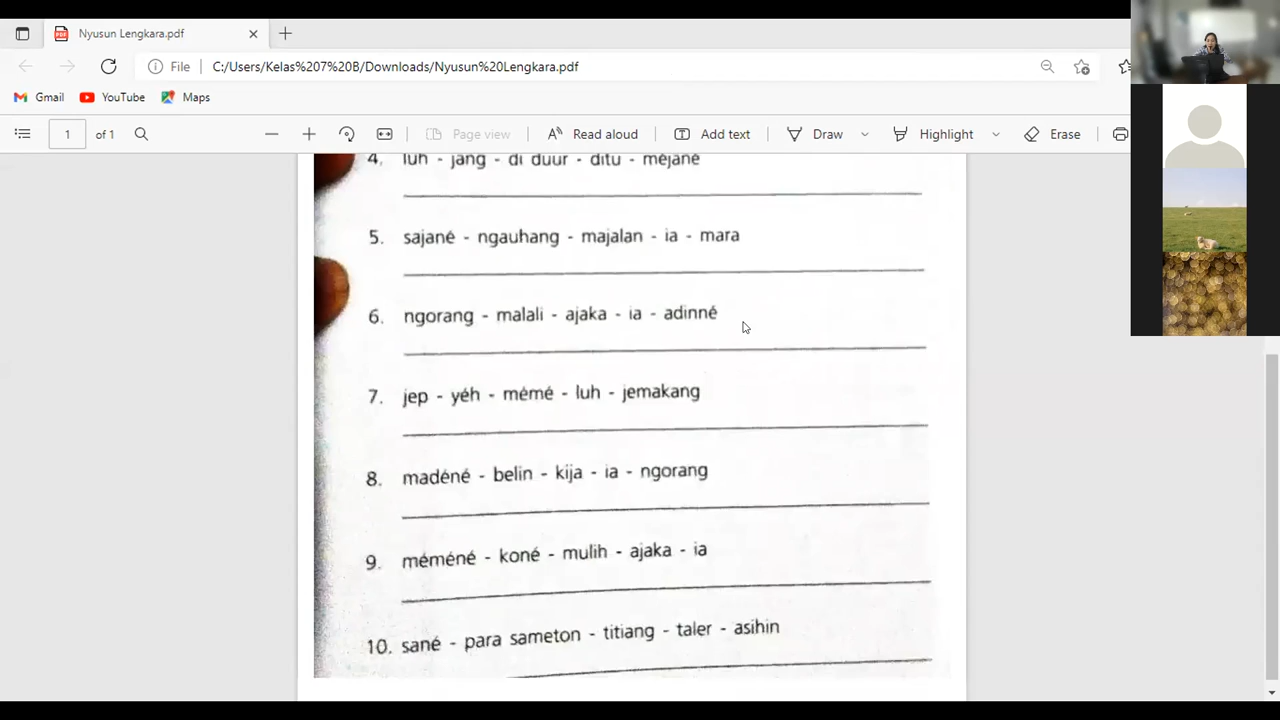 Nyusun Lengkara.pdf
File C:/Users/Kelas%207%20B/Downloads/Nyusun%20Lengkara.pdf
Gmail YouTube Maps
1 of 1 Page view Read aloud Add text Draw Highlight Erase
4. luh - jang - di duur - ditu - méjané
5. sajané - ngauhang - majalan - ia - mara
6. ngorang - malali - ajaka - ia - adinné
7. jep - yéh - mémé - luh - jemakang
8. madéné - belin - kija - ia - ngorang
9. méméné - koné - mulih - ajaka - ia
10. sané - para sameton - titiang - taler - asihin